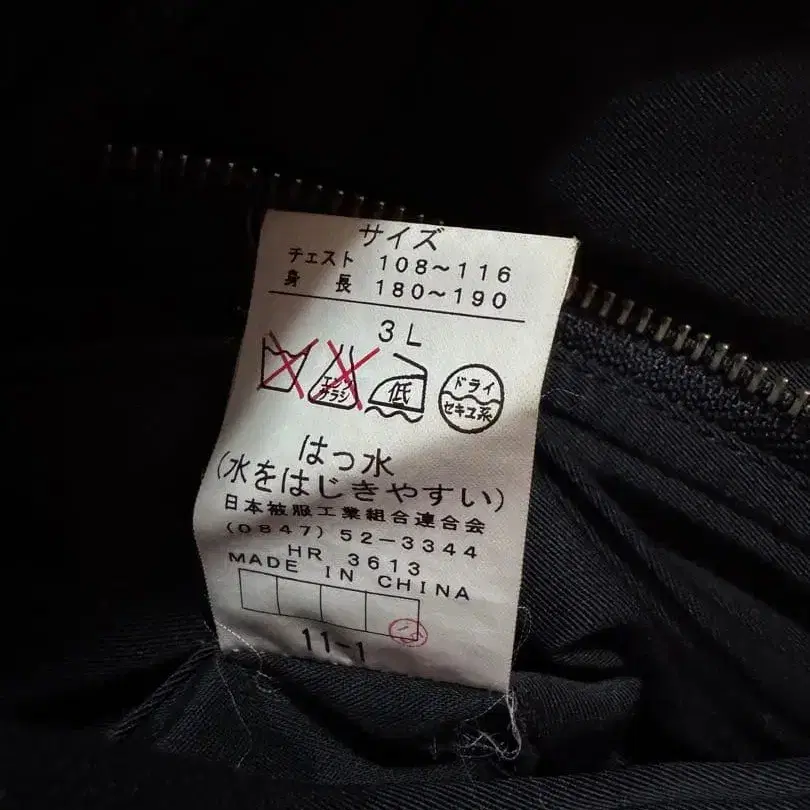 サイズ
チェスト 108～116
身 長 180～190
3L
エンソ サラシ 低 ドライ セキユ系
はっ水
(水をはじきやすい)
日本被服工業組合連合会
(0847) 52-3344
HR 3613
MADE IN CHINA
11-1